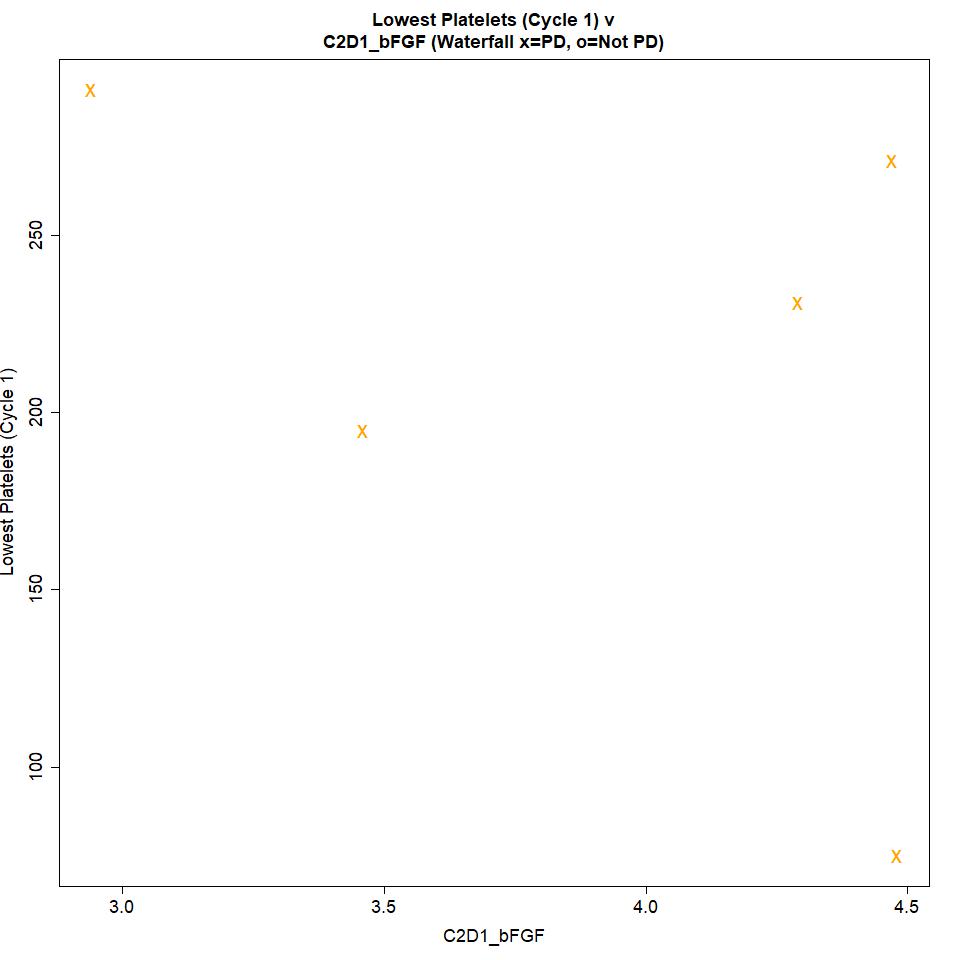 Lowest Platelets (Cycle 1) v
C2D1_bFGF (Waterfall x=PD, o=Not PD)
X
X
X
X
X
250
200
150
100
Lowest Platelets (Cycle 1)
3.0 3.5 4.0 4.5
C2D1_bFGF